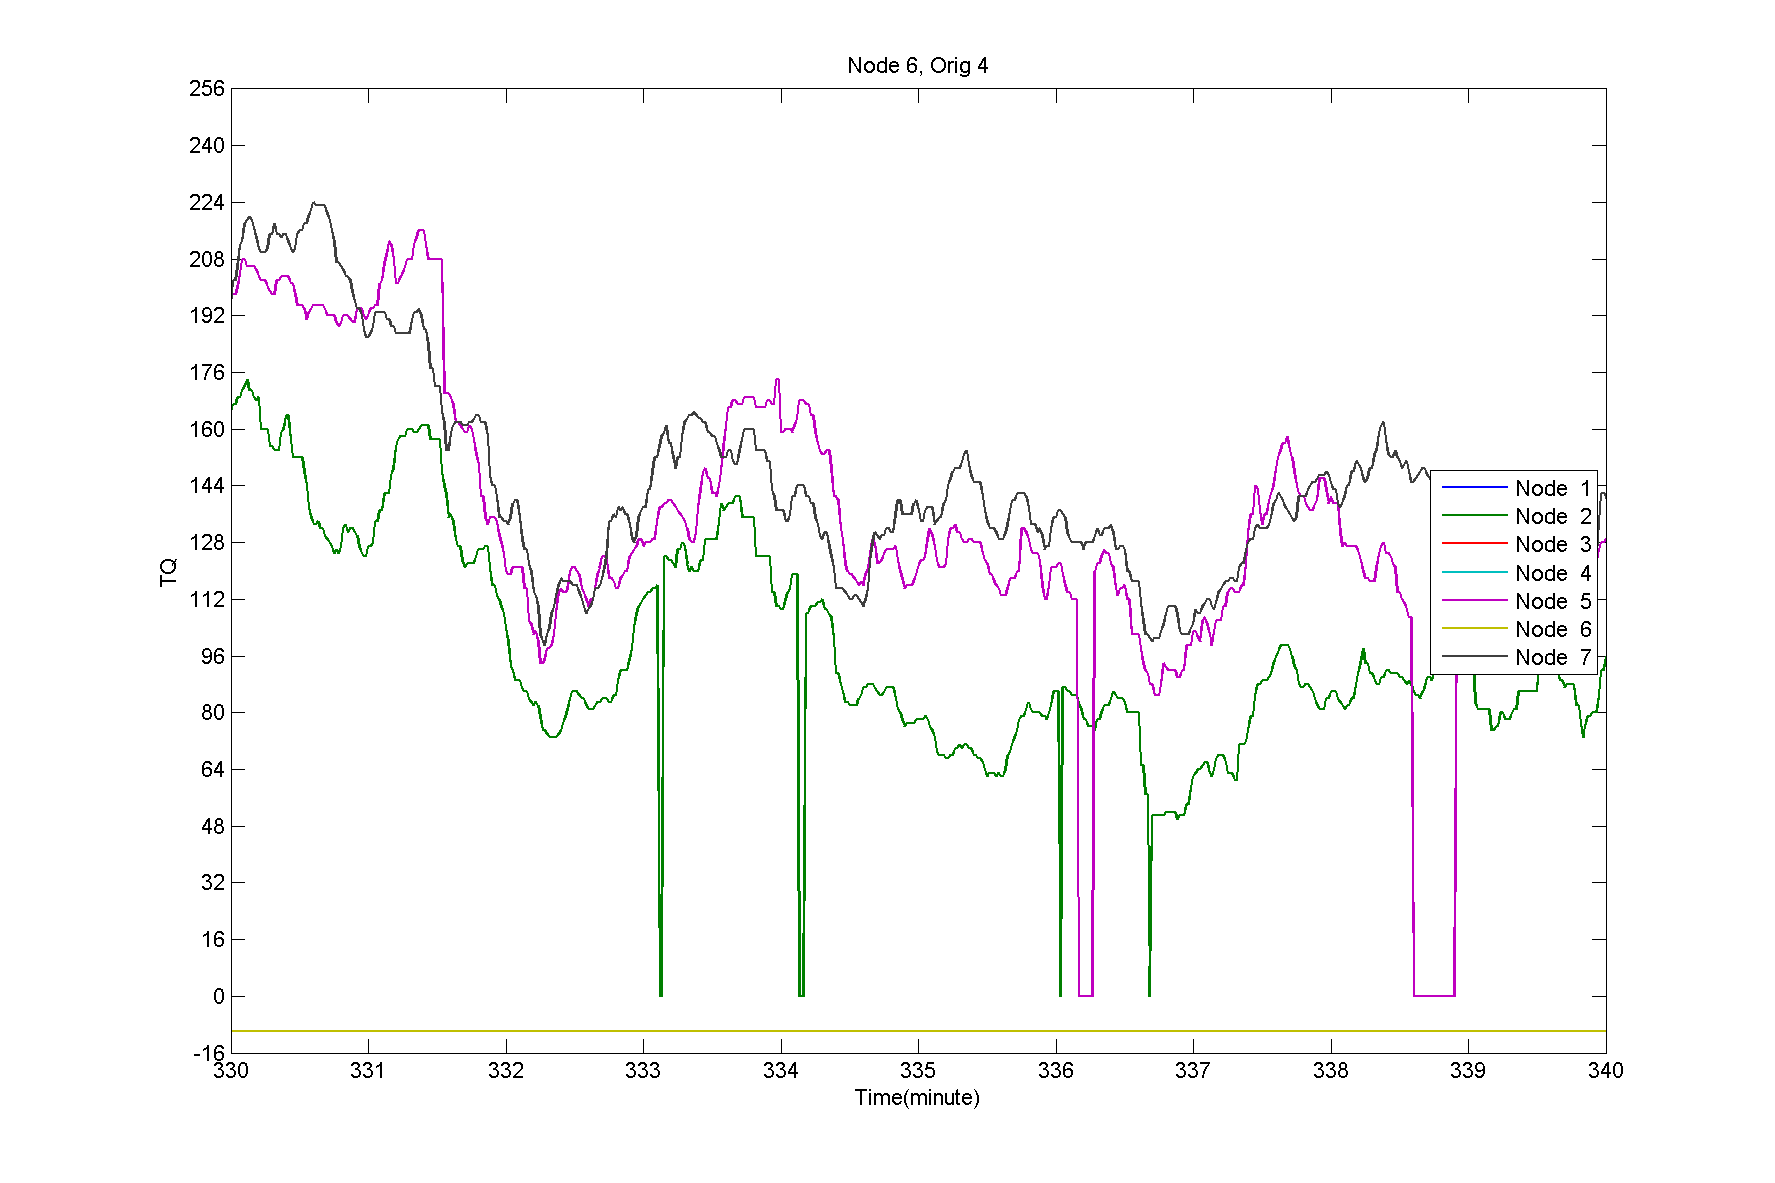 Node 6, Orig 4
256
240
224
208
192
176
160
144
128
112
96
80
64
48
32
16
0
-16
TQ
Node 1
Node 2
Node 3
Node 4
Node 5
Node 6
Node 7
330 331 332 333 334 335 336 337 338 339 340
Time(minute)